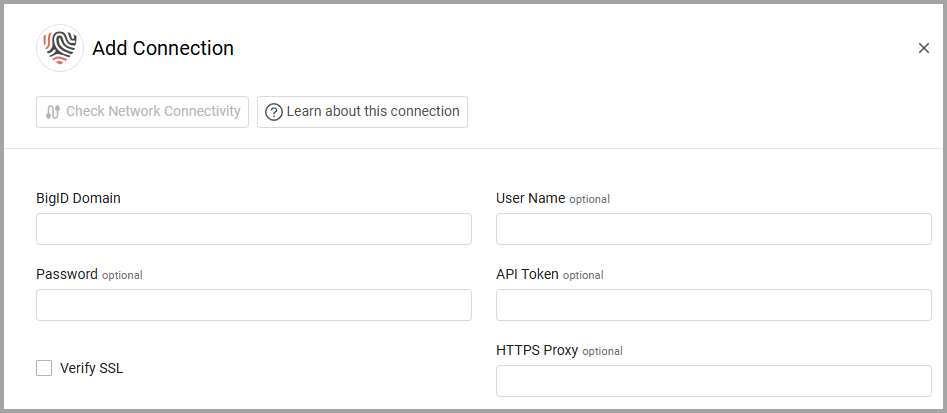 Add Connection
Check Network Connectivity
Learn about this connection
BigID Domain
User Name optional
Password optional
API Token optional
Verify SSL
HTTPS Proxy optional